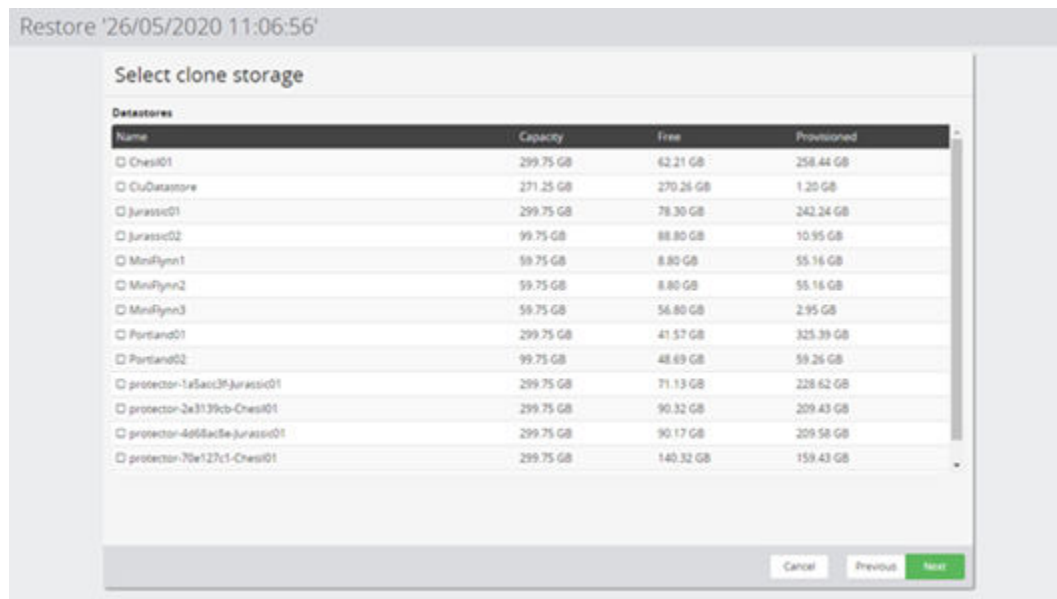 Restore '26/05/2020 11:06:56'
Select clone storage
Datastores
Name Capacity Free Provisioned
Chesil01 299.75 GB 62.21 GB 258.44 GB
CluDatastore 271.25 GB 270.26 GB 1.20 GB
Jurassic01 299.75 GB 78.30 GB 242.24 GB
Jurassic02 99.75 GB 88.80 GB 10.95 GB
MiniFlynn1 59.75 GB 8.80 GB 55.16 GB
MiniFlynn2 59.75 GB 8.80 GB 55.16 GB
MiniFlynn3 59.75 GB 56.80 GB 2.95 GB
Portland01 299.75 GB 41.57 GB 325.39 GB
Portland02 99.75 GB 48.69 GB 59.26 GB
protector-1a5acc3f-Jurassic01 299.75 GB 71.13 GB 228.62 GB
protector-2e3139cb-Chesil01 299.75 GB 90.32 GB 209.43 GB
protector-4d68ac8e-Jurassic01 299.75 GB 90.17 GB 209.58 GB
protector-70e127c1-Chesil01 299.75 GB 140.32 GB 159.43 GB
Cancel Previous Next